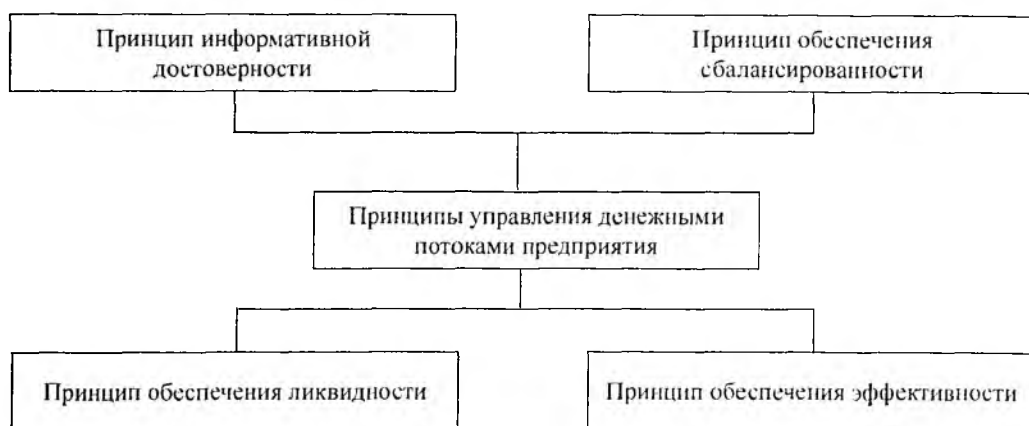 Принцип информативной
достоверности
Принцип обеспечения
сбалансированности
Принципы управления денежными
потоками предприятия
Принцип обеспечения ликвидности
Принцип обеспечения эффективности